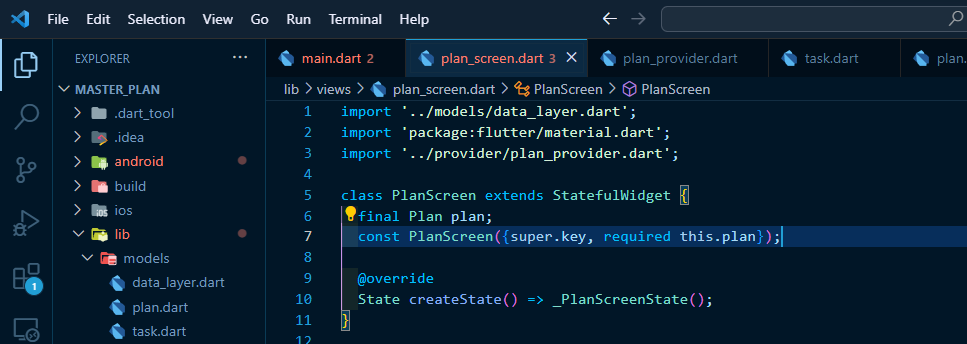 File Edit Selection View Go Run Terminal Help
EXPLORER
main.dart 2 plan_screen.dart 3 plan_provider.dart task.dart plan.
MASTER_PLAN
lib > views > plan_screen.dart > PlanScreen > PlanScreen
.dart_tool
.idea
android
build
ios
iOS
lib
models
data_layer.dart
plan.dart
task.dart
1
1 import '../models/data_layer.dart';
2 import 'package:flutter/material.dart';
3 import '../provider/plan_provider.dart';
4
5 class PlanScreen extends StatefulWidget {
6 final Plan plan;
7 const PlanScreen({super.key, required this.plan});
8
9 @override
10 State createState() => _PlanScreenState();
11 }
12